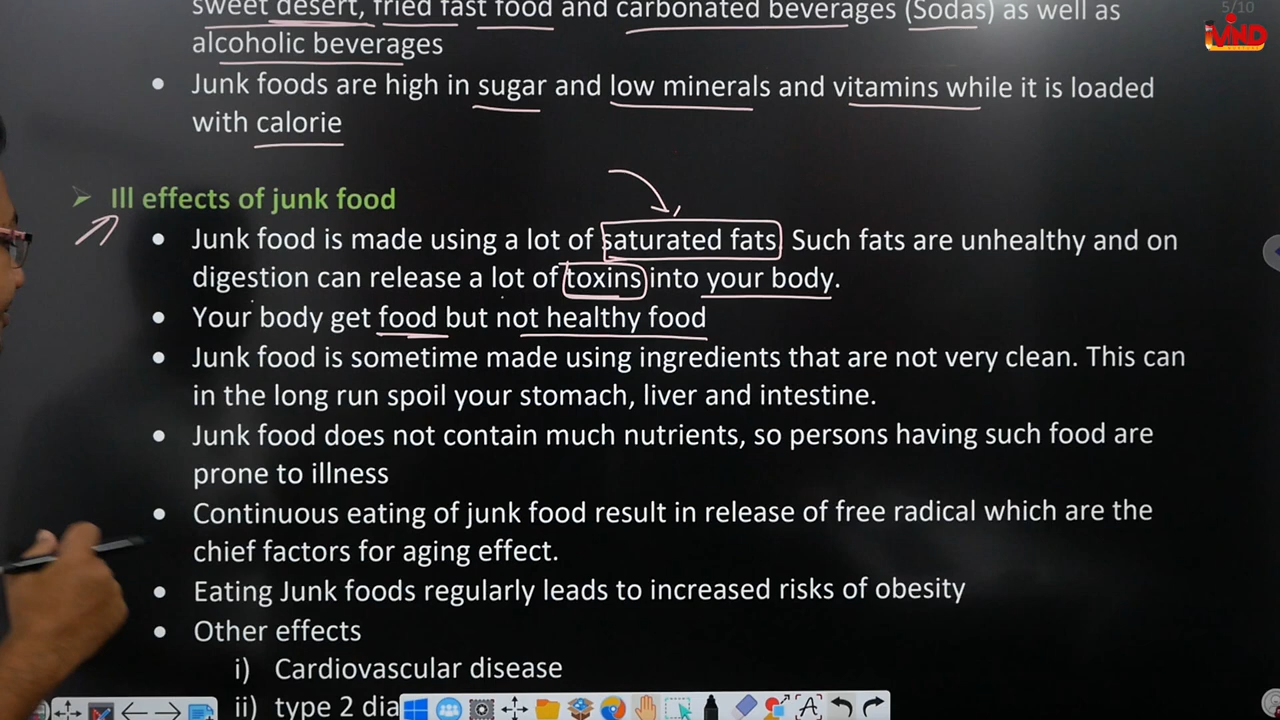 sweet desert, fried fast food and carbonated beverages (Sodas) as well as
5/10
alcoholic beverages
• Junk foods are high in sugar and low minerals and vitamins while it is loaded
with calorie
➢ Ill effects of junk food
• Junk food is made using a lot of saturated fats. Such fats are unhealthy and on
digestion can release a lot of toxins into your body.
• Your body get food but not healthy food
• Junk food is sometime made using ingredients that are not very clean. This can
in the long run spoil your stomach, liver and intestine.
• Junk food does not contain much nutrients, so persons having such food are
prone to illness
• Continuous eating of junk food result in release of free radical which are the
chief factors for aging effect.
• Eating Junk foods regularly leads to increased risks of obesity
• Other effects
i) Cardiovascular disease
ii) type 2 dia